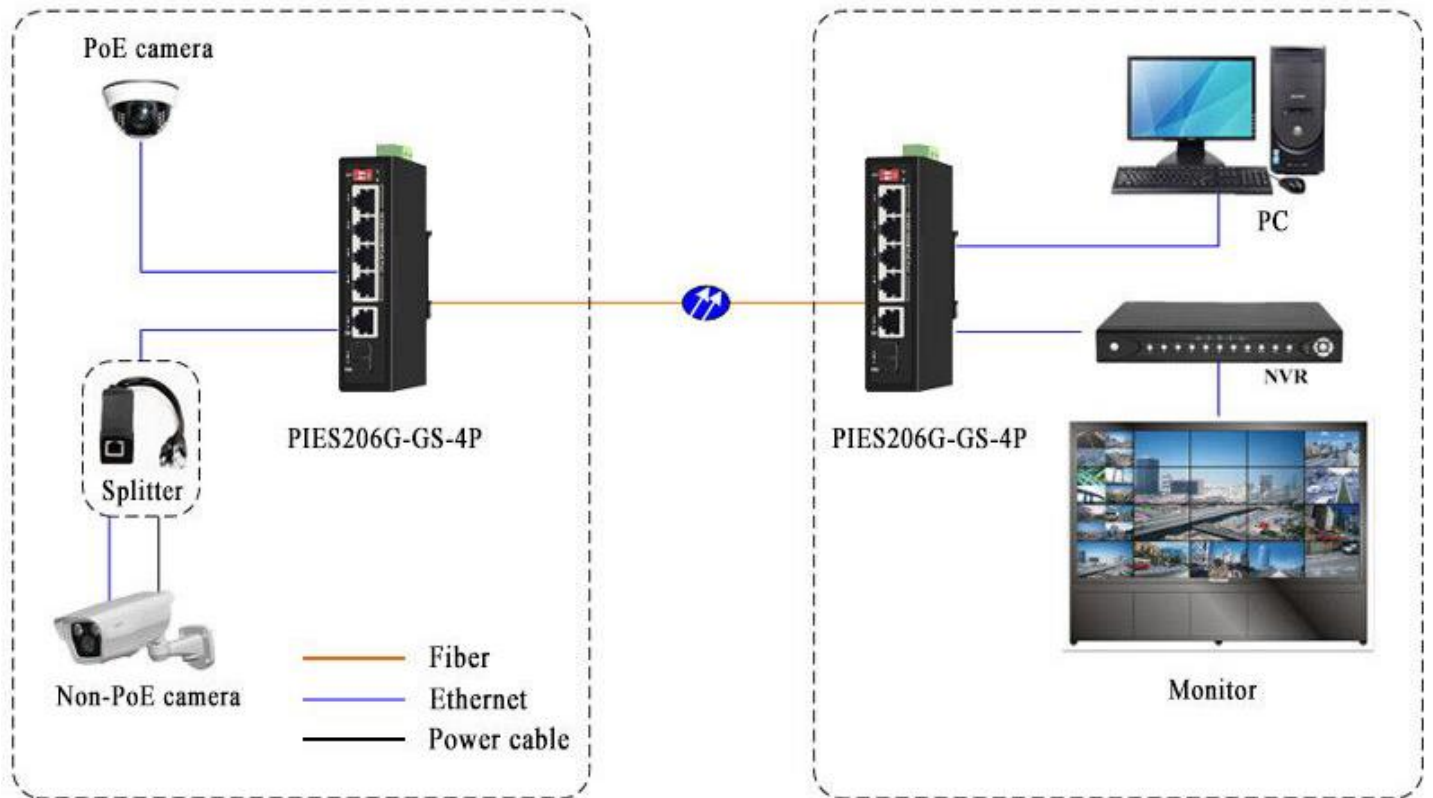 PoE camera
PIES206G-GS-4P
Splitter
Non-PoE camera
Fiber
Ethernet
Power cable
PIES206G-GS-4P
PC
NVR
Monitor